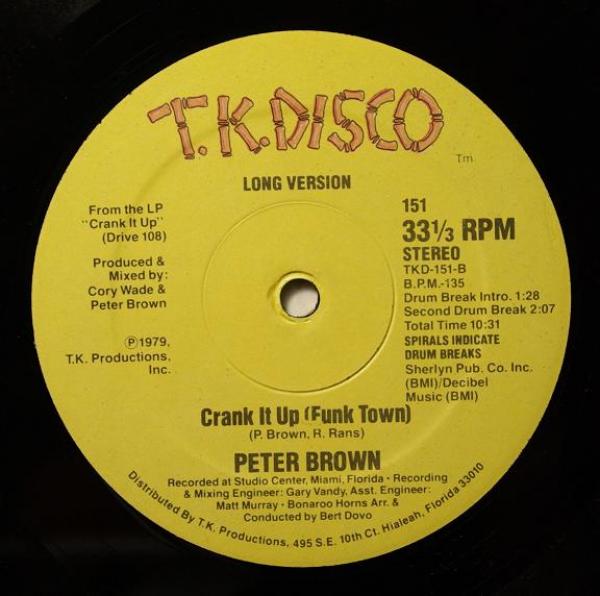 T.K.DISCO
Tm
LONG VERSION
From the LP
"Crank It Up"
(Drive 108)
Produced &
Mixed by:
Cory Wade &
Peter Brown
℗1979,
T.K. Productions,
Inc.
151
33 1/3 RPM
STEREO
TKD-151-B
B.P.M.-135
Drum Break Intro. 1:28
Second Drum Break 2:07
Total Time 10:31
SPIRALS INDICATE
DRUM BREAKS
Sherlyn Pub. Co. Inc.
(BMI)/Decibel
Music (BMI)
Crank It Up (Funk Town)
(P. Brown, R. Rans)
PETER BROWN
Recorded at Studio Center, Miami, Florida · Recording
& Mixing Engineer: Gary Vandy, Asst. Engineer:
Matt Murray · Bonaroo Horns Arr. &
Conducted by Bert Dovo
Distributed By T.K. Productions, 495 S.E. 10th Ct. Hialeah, Florida 33010